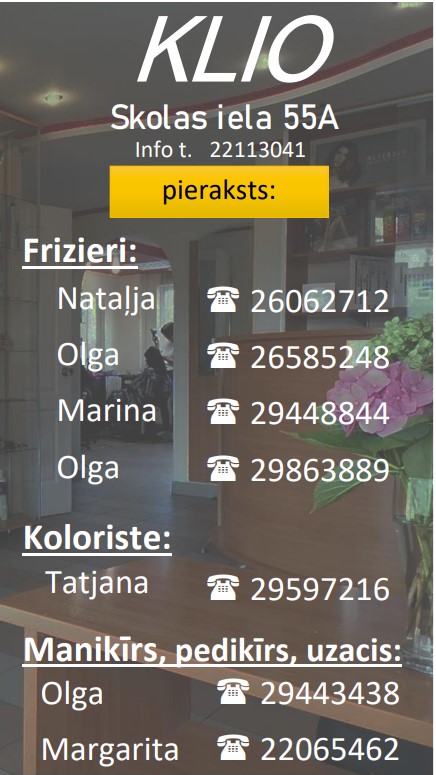 KLIO
Skolas iela 55A
Info t. 22113041
pieraksts:
Frizieri:
Nataļja ☎ 26062712
Olga ☎ 26585248
Marina ☎ 29448844
Olga ☎ 29863889
Koloriste:
Tatjana ☎ 29597216
Manikīrs, pedikīrs, uzacis:
Olga ☎ 29443438
Margarita ☎ 22065462